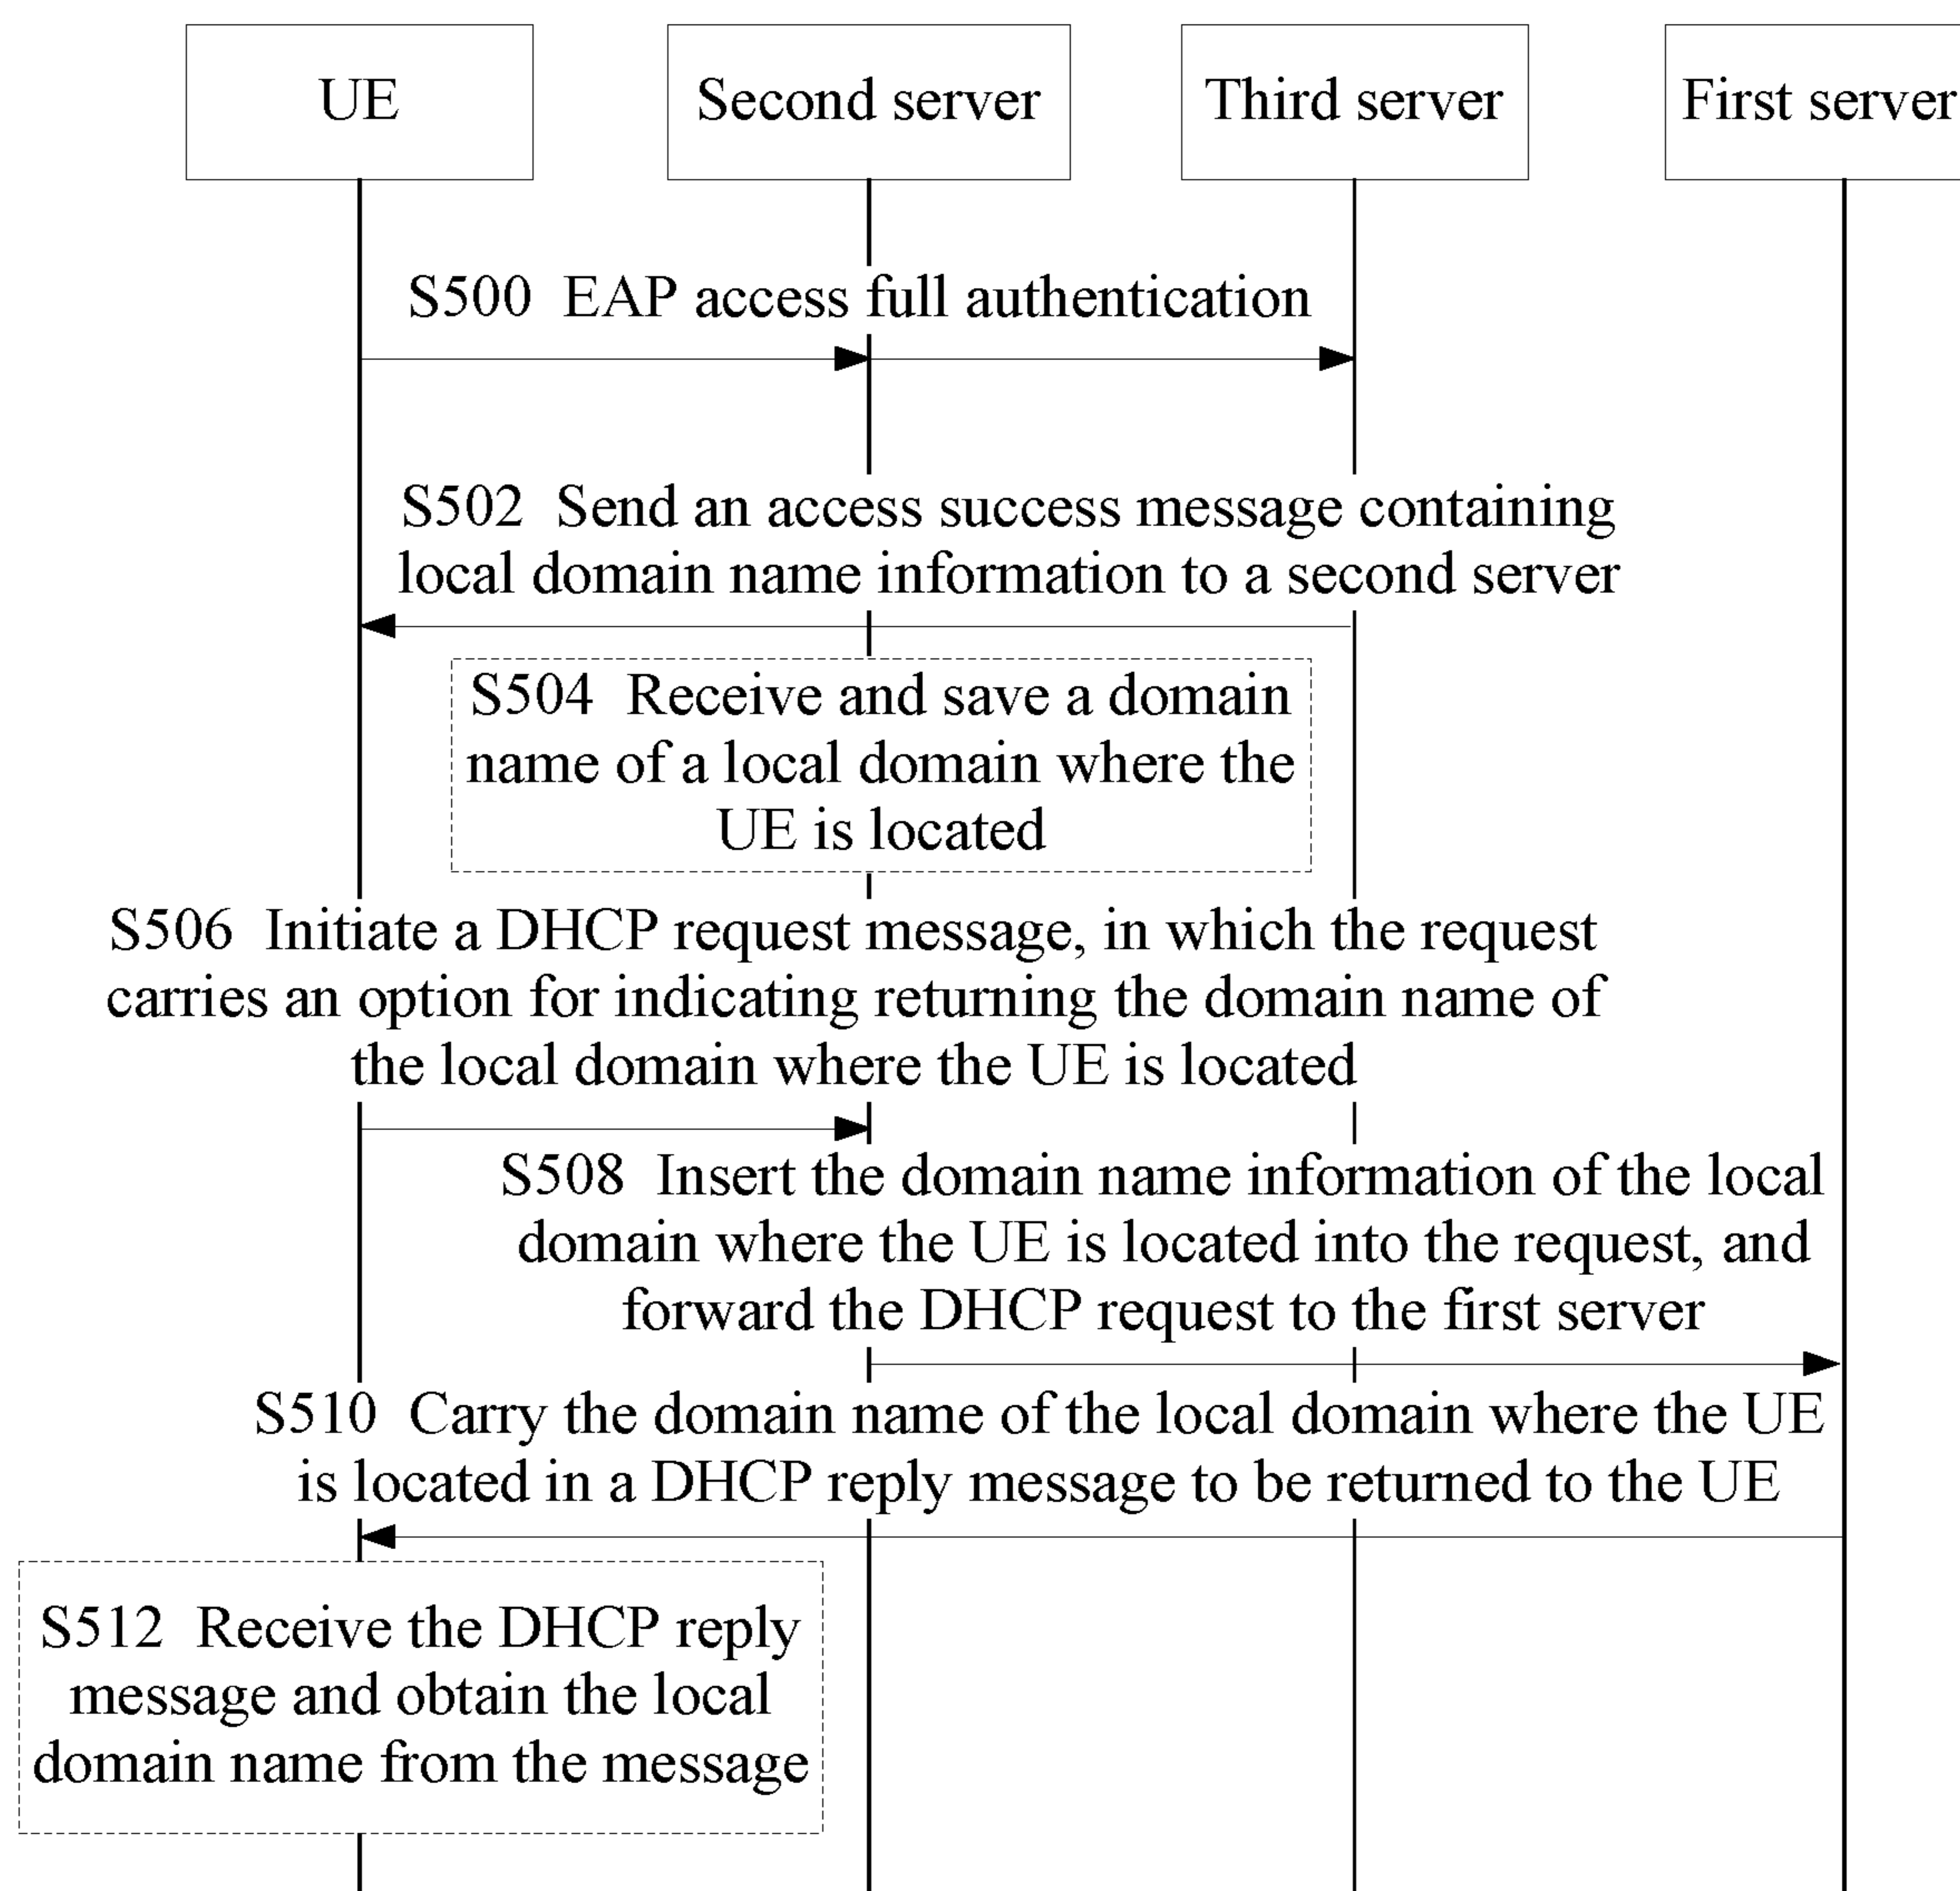 UE
Second server
Third server
First server
S500 EAP access full authentication
S502 Send an access success message containing
local domain name information to a second server
S504 Receive and save a domain
name of a local domain where the
UE is located
S506 Initiate a DHCP request message, in which the request
carries an option for indicating returning the domain name of
the local domain where the UE is located
S508 Insert the domain name information of the local
domain where the UE is located into the request, and
forward the DHCP request to the first server
S510 Carry the domain name of the local domain where the UE
is located in a DHCP reply message to be returned to the UE
S512 Receive the DHCP reply
message and obtain the local
domain name from the message